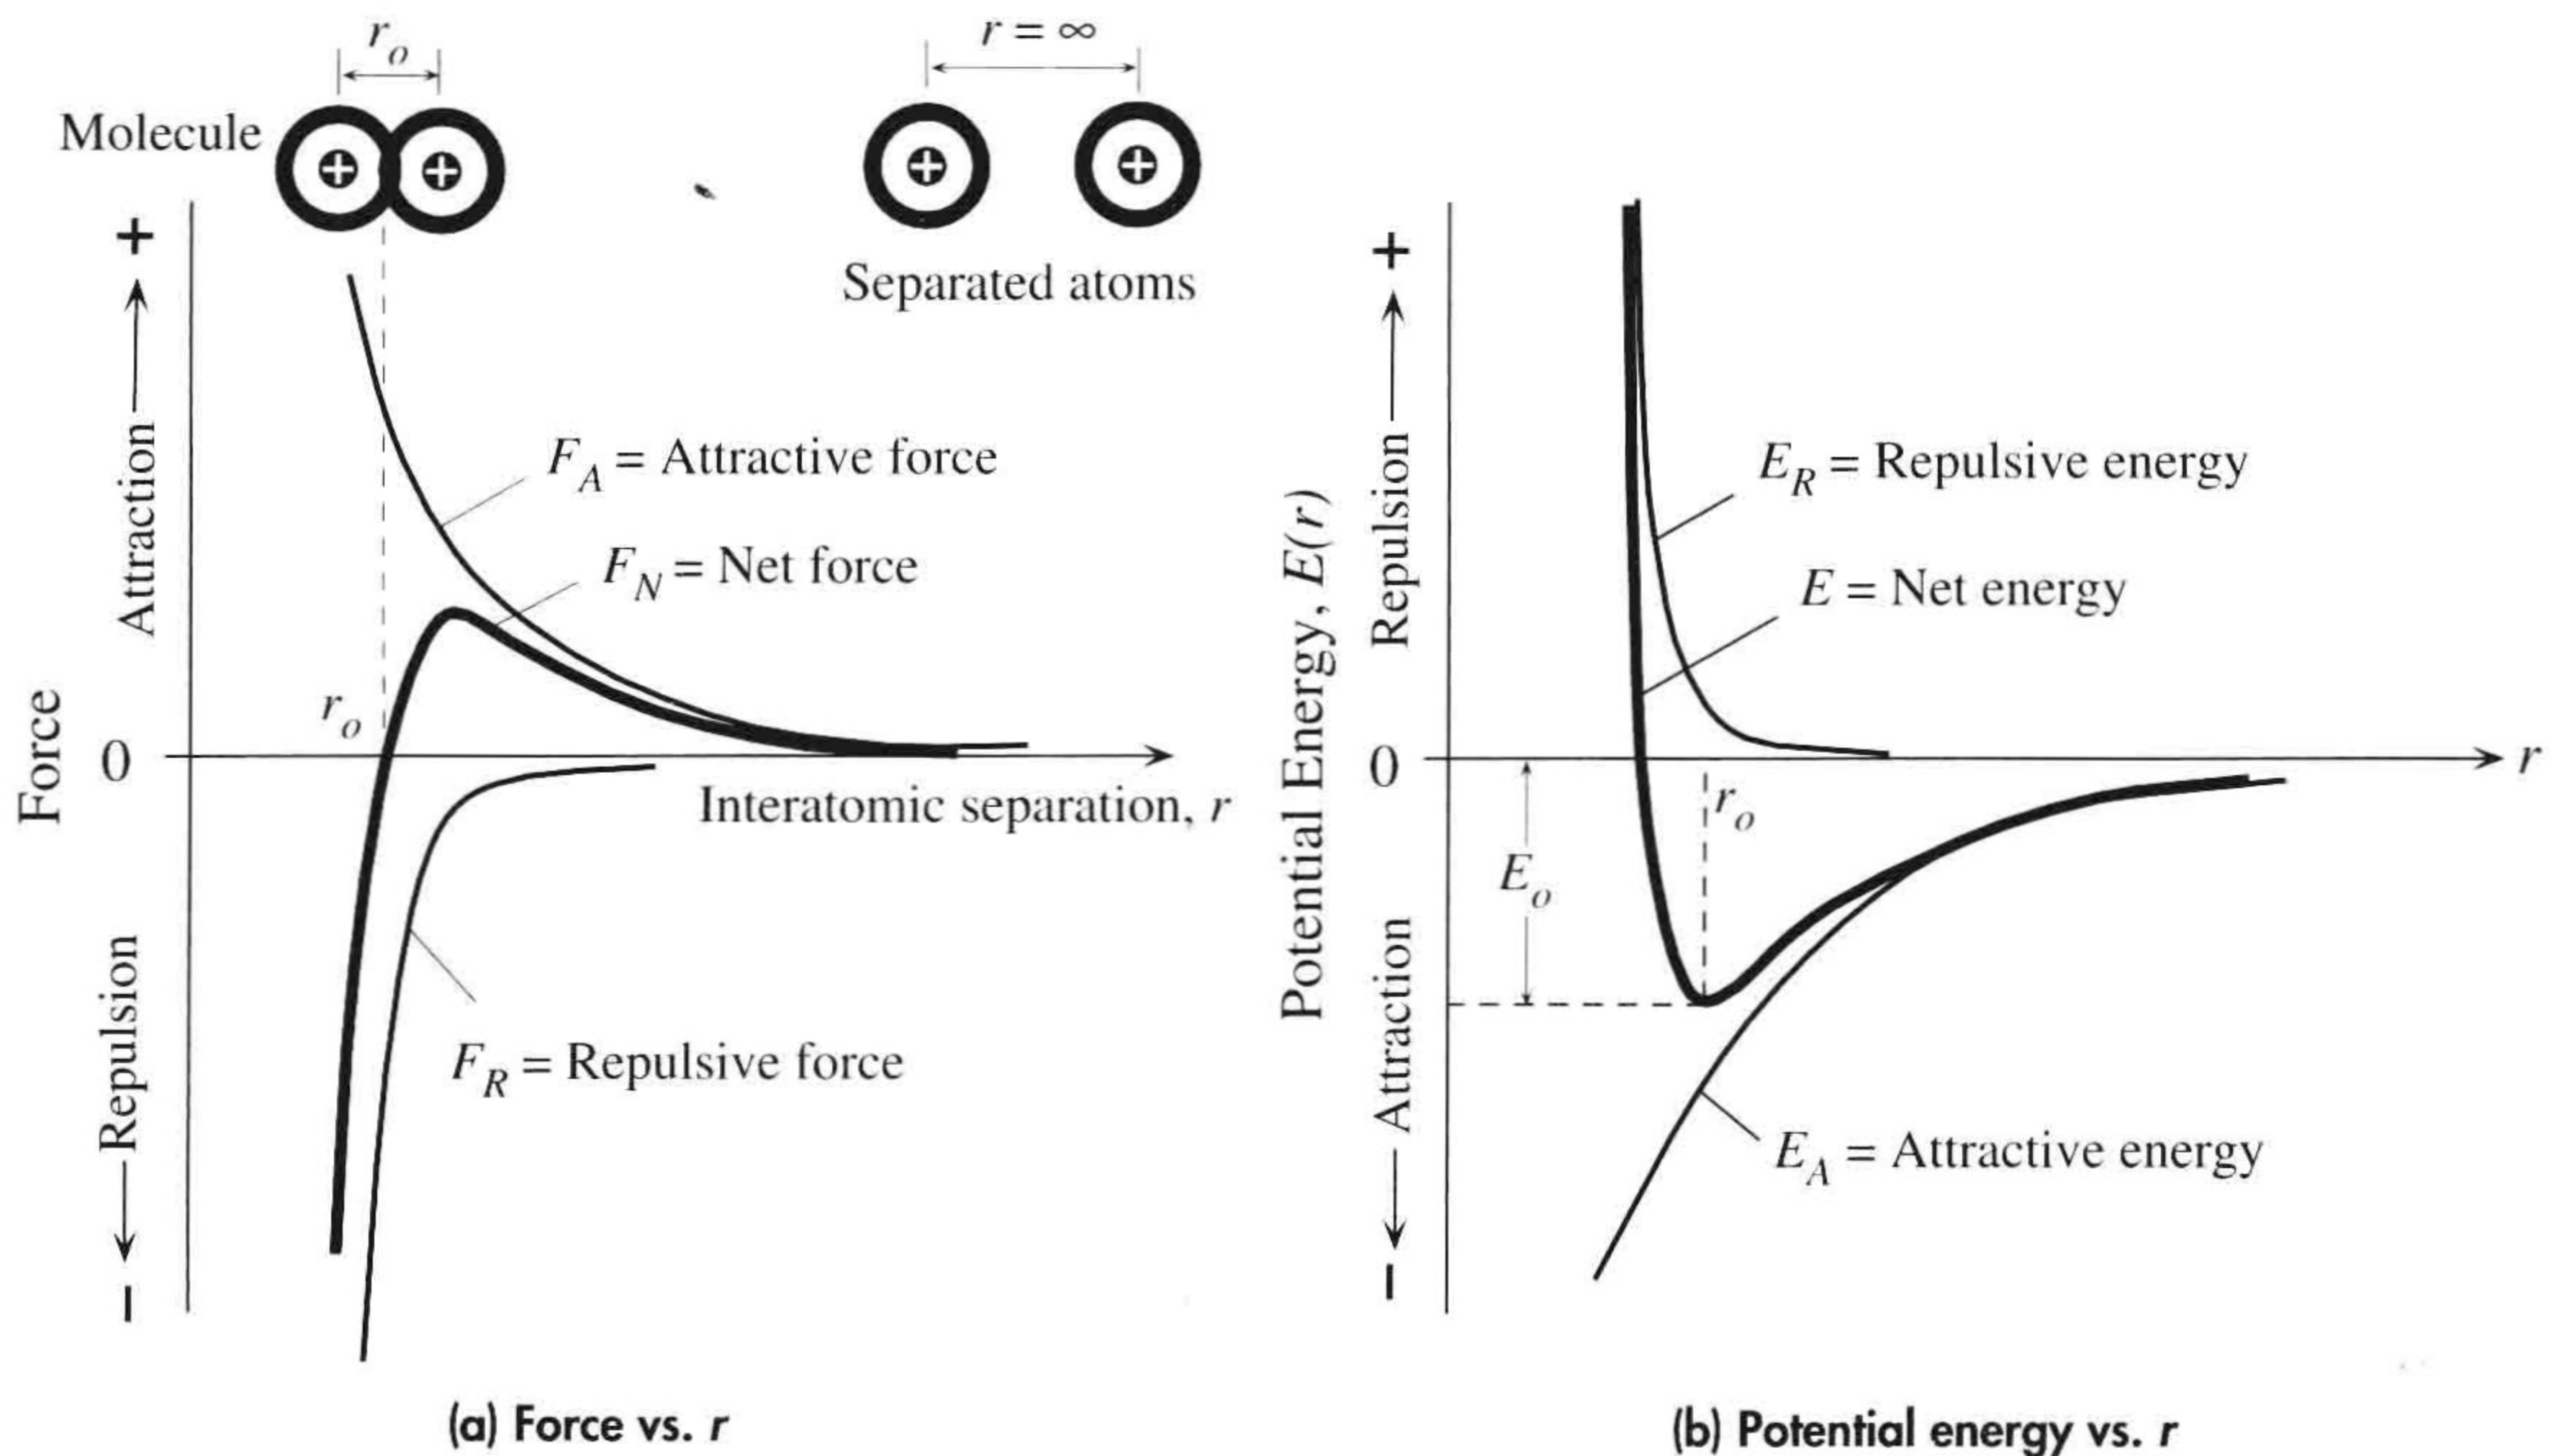 r_o
r = ∞
Molecule
Separated atoms
+
Attraction
F_A = Attractive force
F_N = Net force
r_o
Force
0
Interatomic separation, r
Repulsion
F_R = Repulsive force
−
(a) Force vs. r
+
Repulsion
E_R = Repulsive energy
E = Net energy
Potential Energy, E(r)
0
r
r_o
E_o
Attraction
E_A = Attractive energy
−
(b) Potential energy vs. r